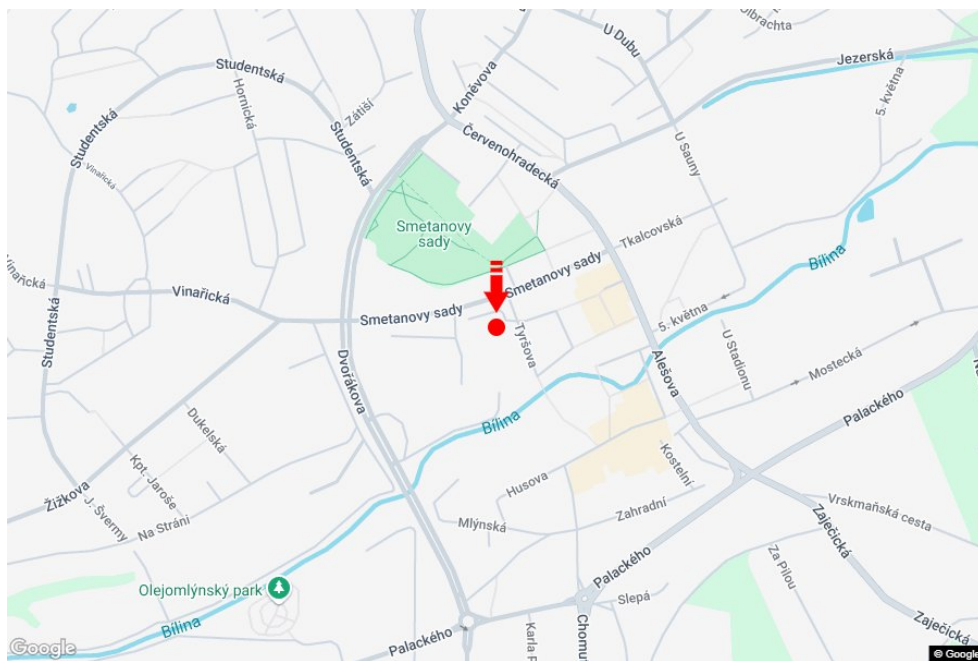 Olbrachta
U Dubu
Jezerská
Studentská
Koněvova
Hornická
Zátiší
5. května
Studentská
Studentská
Červenohradecká
U Sauny
Vinařická
Smetanovy
sady
Tkalcovská
Bílina
Vinařická
Vinařická
Smetanovy sady
Smetanovy sady
5. května
Studentská
Tyršova
U Stadionu
Dvořákova
Alešova
Mostecká
Palackého
Dukelská
Bílina
Kpt. Jaroše
Kostelní
Husova
Žižkova
J. Švermy
Na Stráni
Mlýnská
Zahradní
Vrskmaňská cesta
Zaječická
Palackého
Za Pilou
Olejomlýnský park
Slepá
Bílina
Palackého
Karla
Chomut
Zaječická
Google
© Google